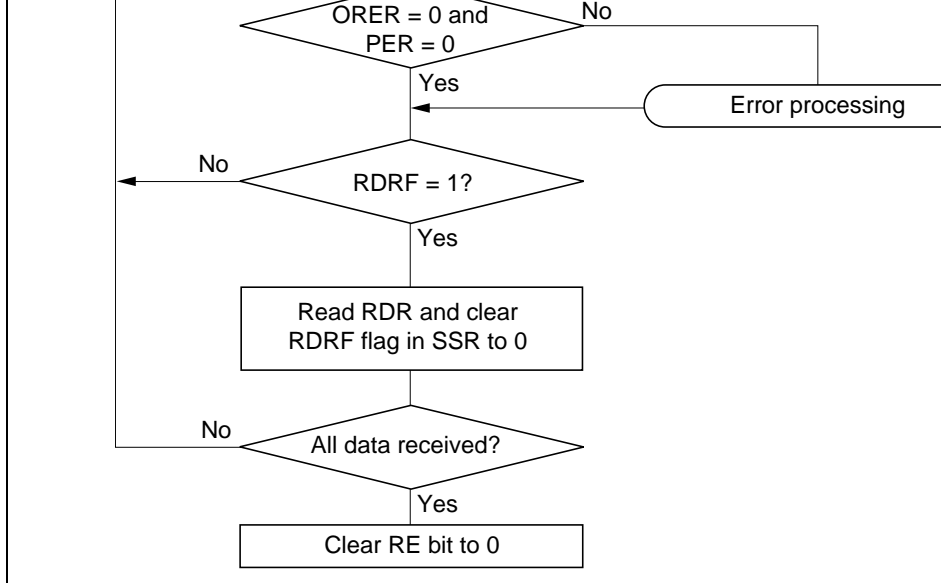 ORER = 0 and
PER = 0
No
Yes
Error processing
No
RDRF = 1?
Yes
Read RDR and clear
RDRF flag in SSR to 0
No
All data received?
Yes
Clear RE bit to 0